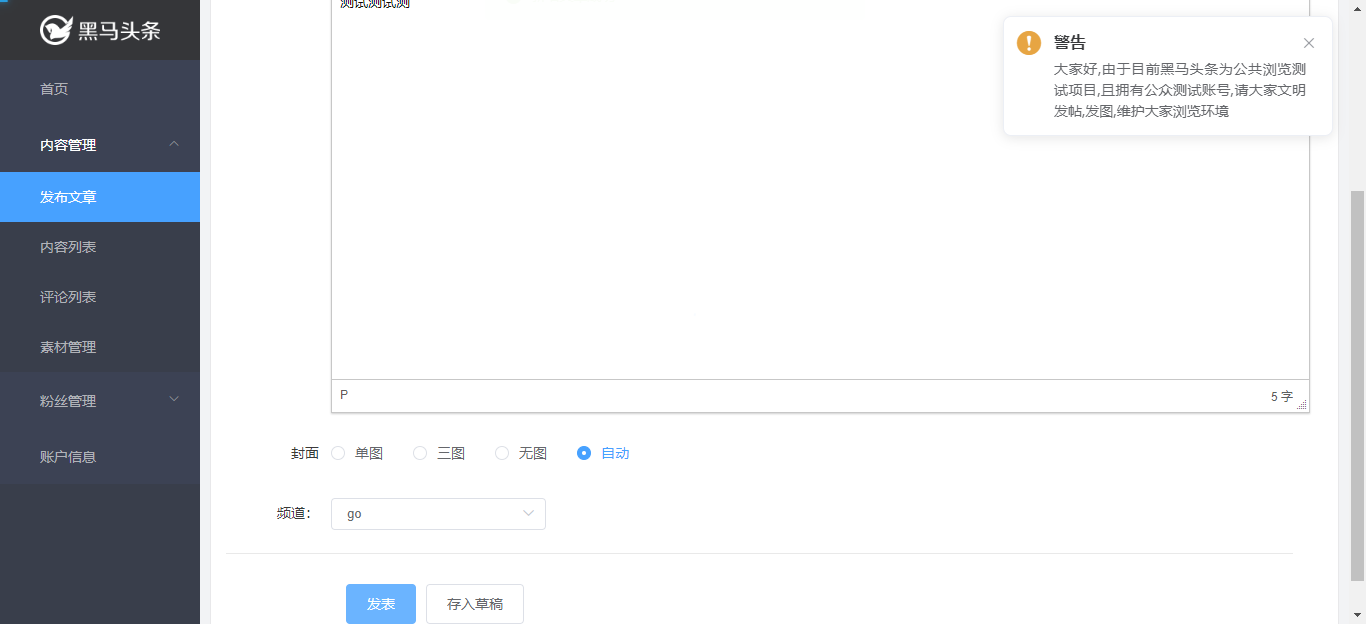 黑马头条
首页
内容管理
发布文章
内容列表
评论列表
素材管理
粉丝管理
账户信息
测试测试测
警告
大家好,由于目前黑马头条为公共浏览测
试项目,且拥有公众测试账号,请大家文明
发帖,发图,维护大家浏览环境
P
5 字
封面 单图 三图 无图 自动
频道： go
发表 存入草稿